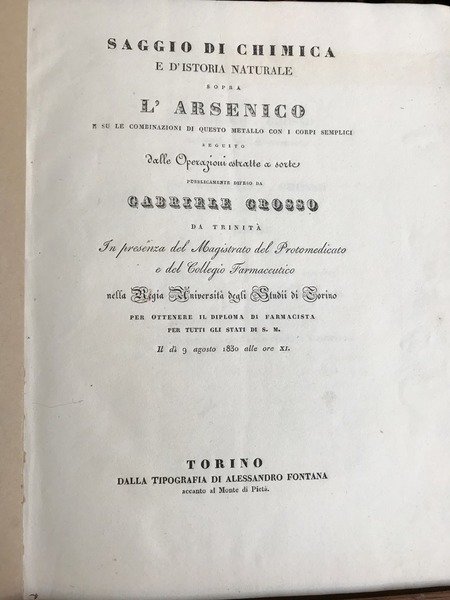 SAGGIO DI CHIMICA
E D'ISTORIA NATURALE
SOPRA
L' ARSENICO
E SU LE COMBINAZIONI DI QUESTO METALLO CON I CORPI SEMPLICI
SEGUITO
dalle Operazioni estratte a sorte
PUBBLICAMENTE DIFESO DA
GABRIELE GROSSO
DA TRINITÀ
In presenza del Magistrato del Protomedicato
e del Collegio Farmaceutico
nella Regia Università degli Studii di Torino
PER OTTENERE IL DIPLOMA DI FARMACISTA
PER TUTTI GLI STATI DI S. M.
Il dì 9 agosto 1830 alle ore XI.
TORINO
DALLA TIPOGRAFIA DI ALESSANDRO FONTANA
accanto al Monte di Pietà.